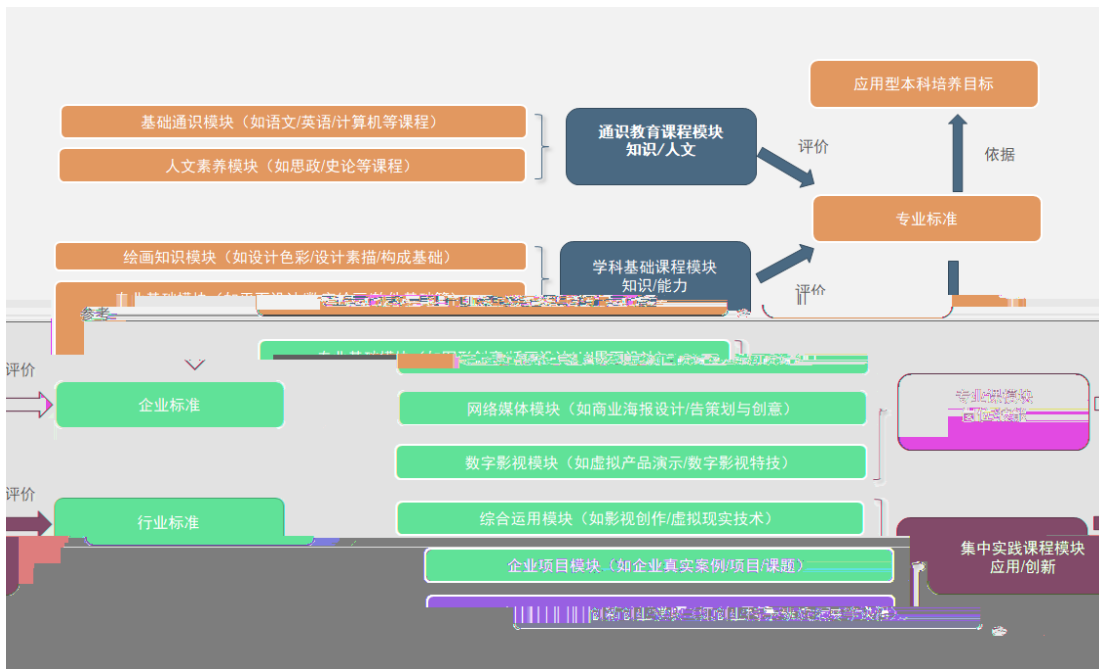 应用型本科培养目标
基础通识模块（如语文/英语/计算机等课程）
通识教育课程模块
知识/人文
评价
依据
人文素养模块（如思政/史论等课程）
专业标准
绘画知识模块（如设计色彩/设计素描/构成基础）
学科基础课程模块
知识/能力
评价
参考
评价
企业标准
网络媒体模块（如商业海报设计/告策划与创意）
数字影视模块（如虚拟产品演示/数字影视特技）
评价
行业标准
综合运用模块（如影视创作/虚拟现实技术）
集中实践课程模块
应用/创新
企业项目模块（如企业真实案例/项目/课题）